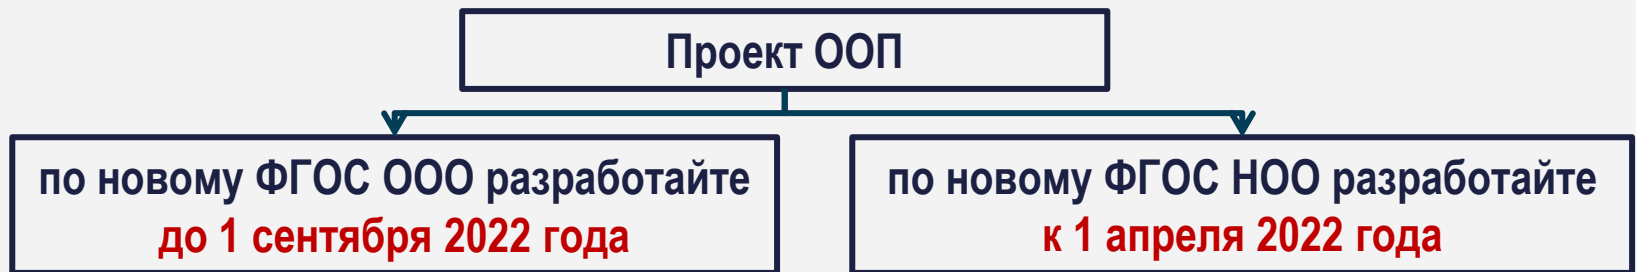 Проект ООП
по новому ФГОС ООО разработайте
до 1 сентября 2022 года
по новому ФГОС НОО разработайте
к 1 апреля 2022 года